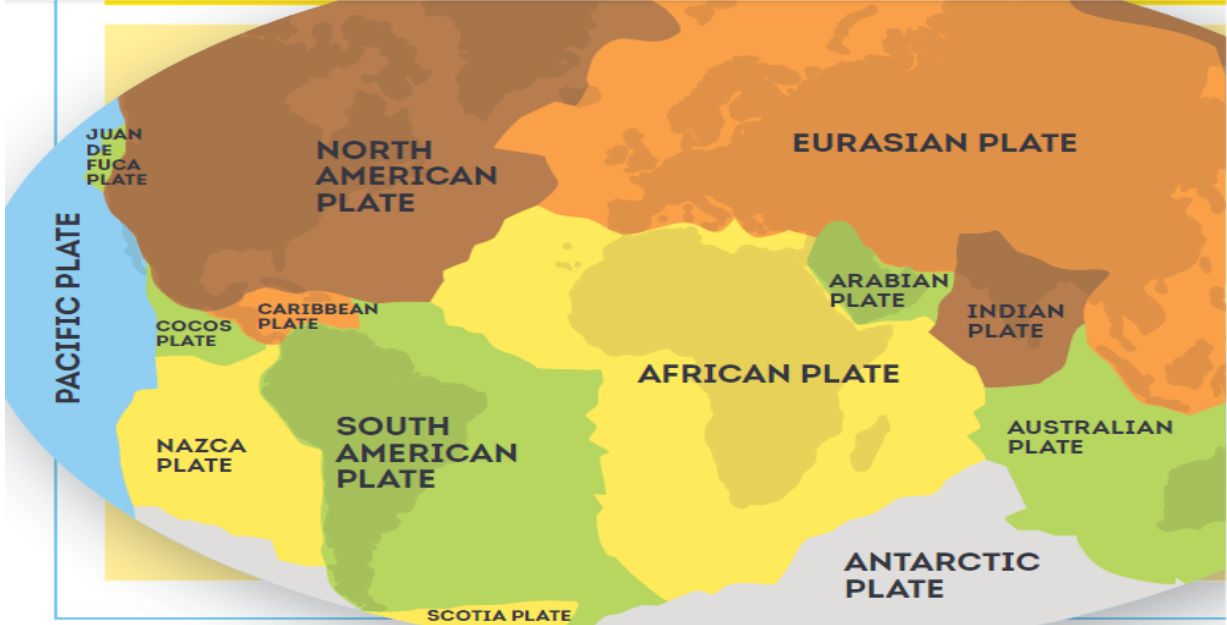 JUAN
DE
FUCA
PLATE
NORTH
AMERICAN
PLATE
EURASIAN PLATE
PACIFIC PLATE
COCOS
PLATE
CARIBBEAN
PLATE
ARABIAN
PLATE
INDIAN
PLATE
AFRICAN PLATE
NAZCA
PLATE
SOUTH
AMERICAN
PLATE
AUSTRALIAN
PLATE
ANTARCTIC
PLATE
SCOTIA PLATE